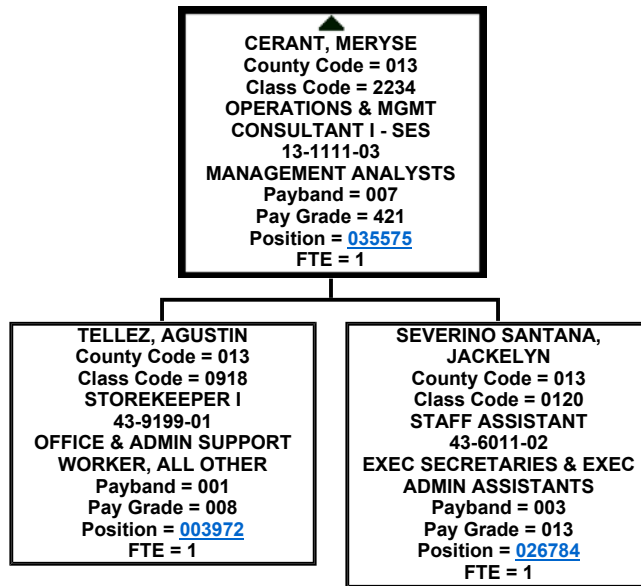 CERANT, MERYSE
County Code = 013
Class Code = 2234
OPERATIONS & MGMT
CONSULTANT I - SES
13-1111-03
MANAGEMENT ANALYSTS
Payband = 007
Pay Grade = 421
Position = 035575
FTE = 1
TELLEZ, AGUSTIN
County Code = 013
Class Code = 0918
STOREKEEPER I
43-9199-01
OFFICE & ADMIN SUPPORT
WORKER, ALL OTHER
Payband = 001
Pay Grade = 008
Position = 003972
FTE = 1
SEVERINO SANTANA,
JACKELYN
County Code = 013
Class Code = 0120
STAFF ASSISTANT
43-6011-02
EXEC SECRETARIES & EXEC
ADMIN ASSISTANTS
Payband = 003
Pay Grade = 013
Position = 026784
FTE = 1